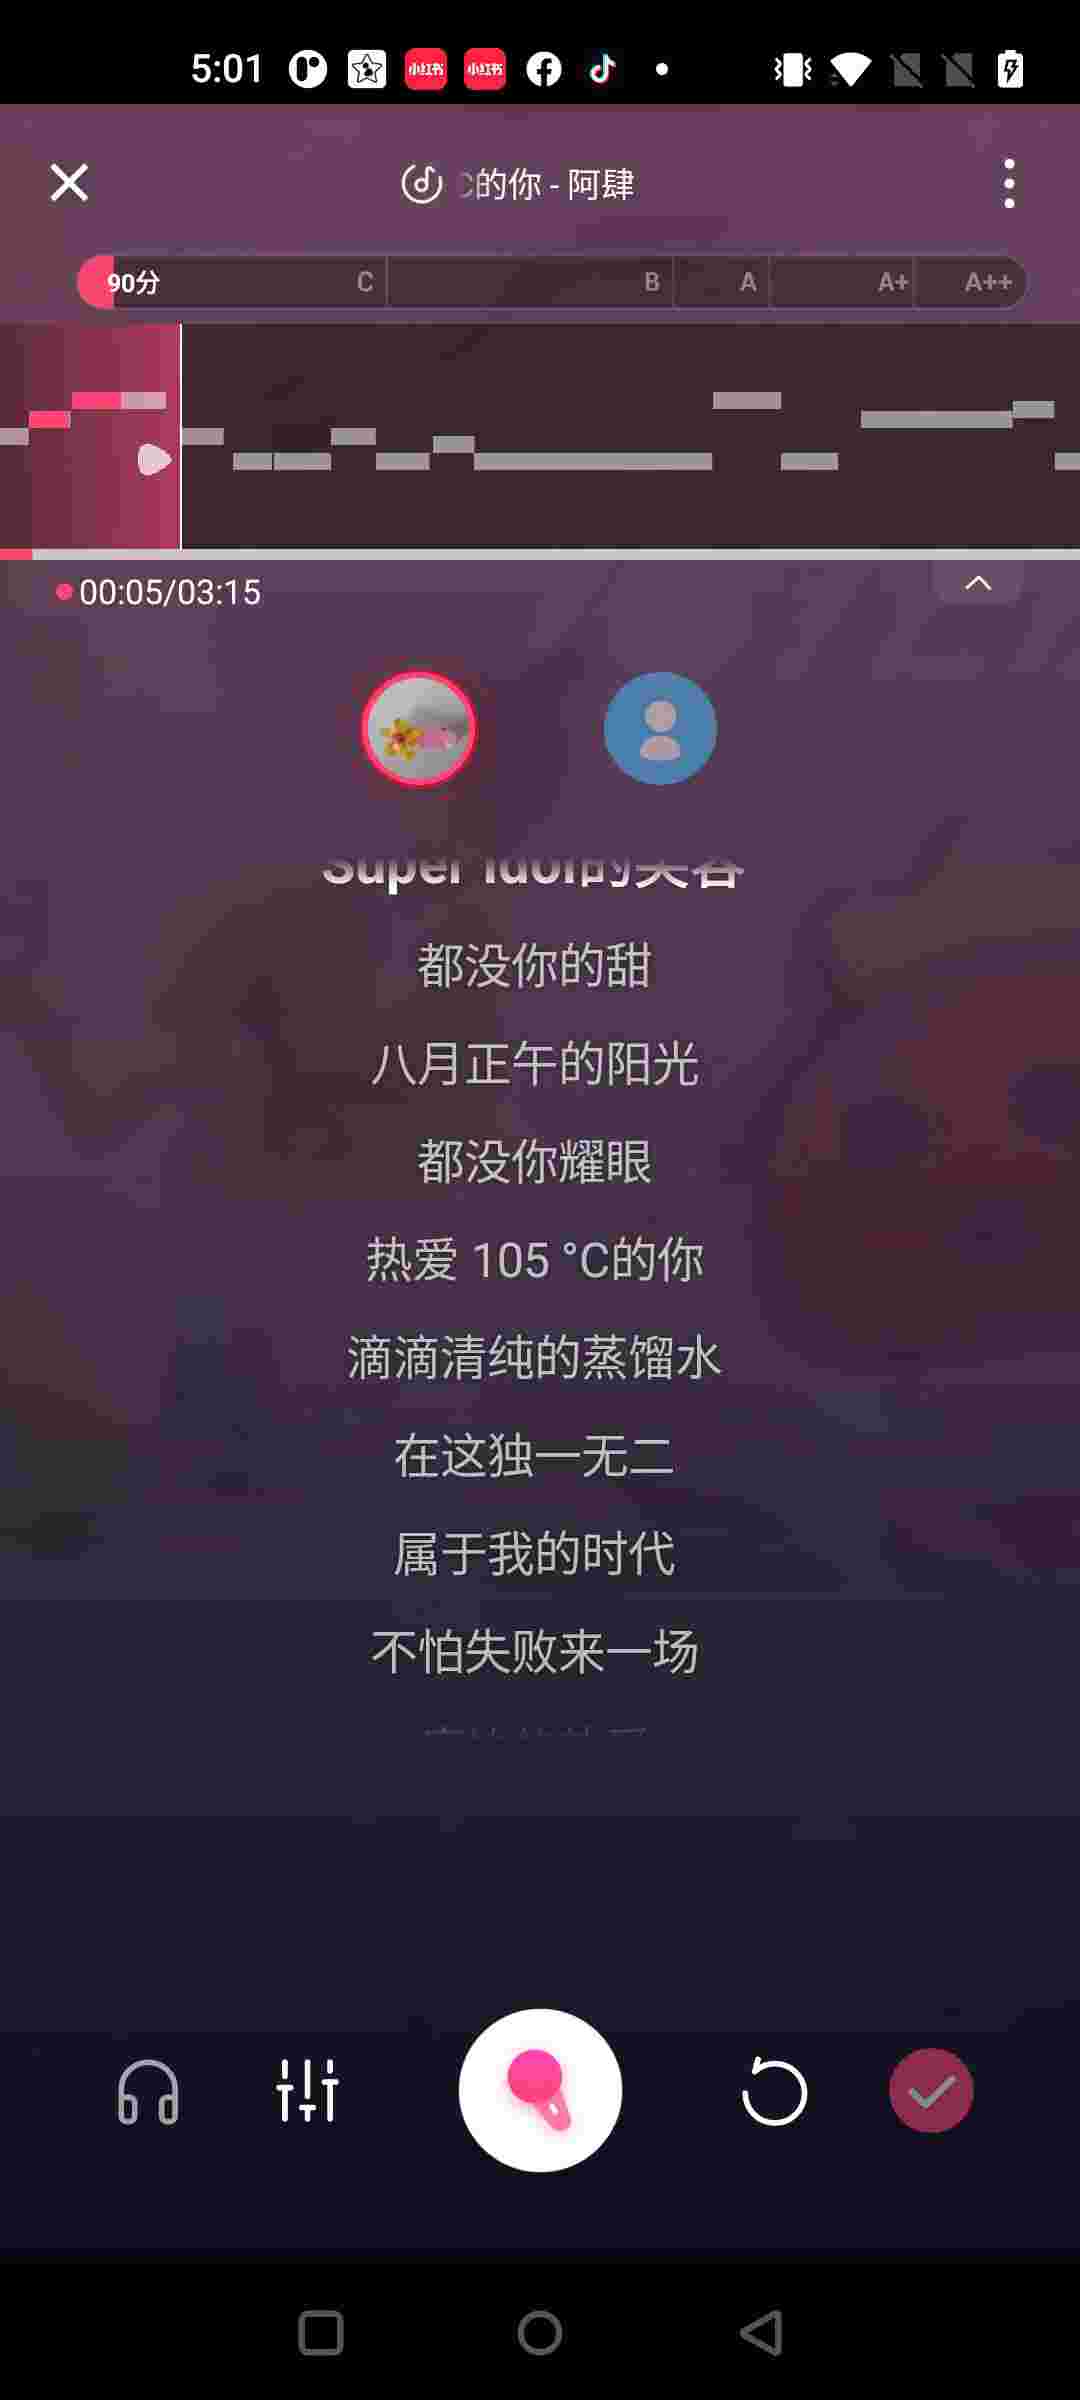 5:01
小红书 小红书
C的你 - 阿肆
90分 C B A A+ A++
00:05/03:15
Super Idol的笑容
都没你的甜
八月正午的阳光
都没你耀眼
热爱 105 °C的你
滴滴清纯的蒸馏水
在这独一无二
属于我的时代
不怕失败来一场